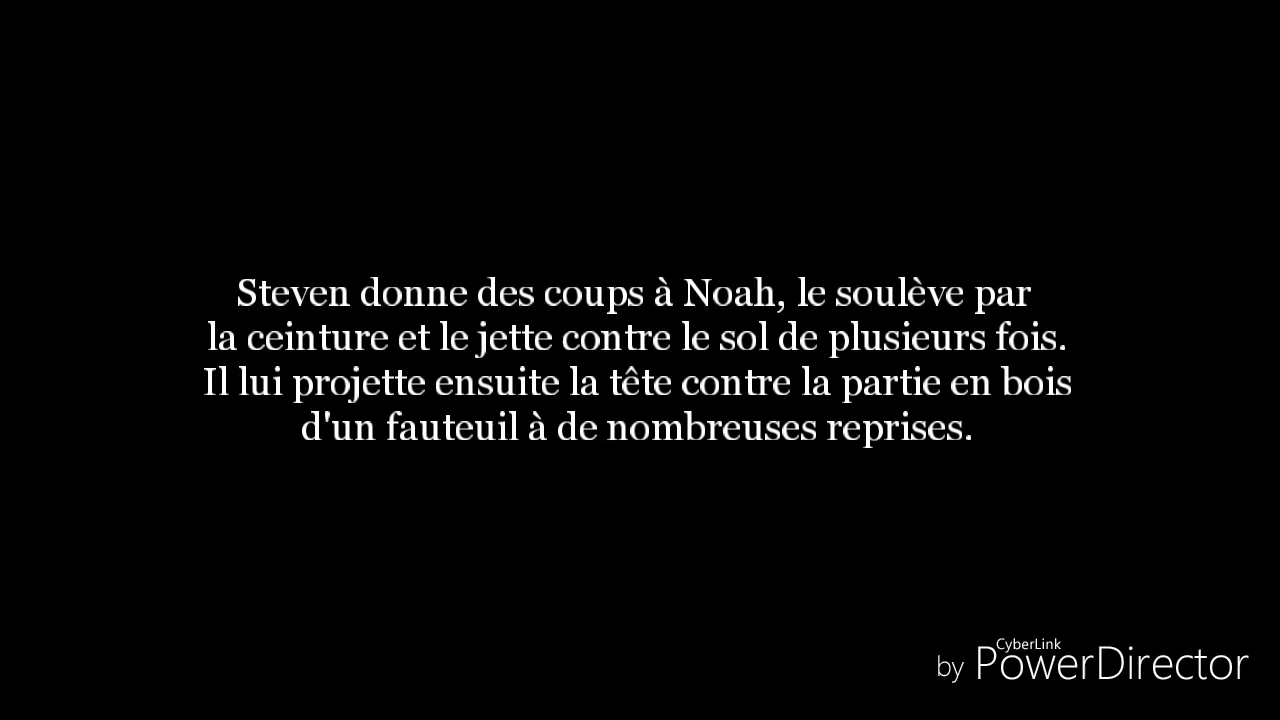 Steven donne des coups à Noah, le soulève par
la ceinture et le jette contre le sol de plusieurs fois.
Il lui projette ensuite la tête contre la partie en bois
d'un fauteuil à de nombreuses reprises.
CyberLink
by PowerDirector